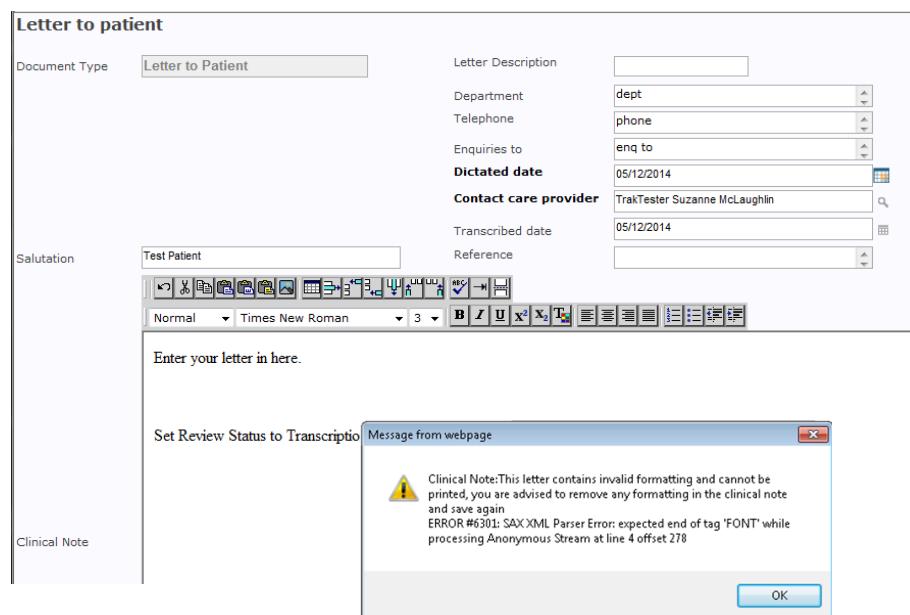 Letter to patient
Document Type
Letter to Patient
Letter Description
Department
dept
Telephone
phone
Enquiries to
enq to
Dictated date
05/12/2014
Contact care provider
TrakTester Suzanne McLaughlin
Transcribed date
05/12/2014
Salutation
Test Patient
Reference
ABC
Normal
Times New Roman
3
B I U x² X₂ T
Enter your letter in here.
Set Review Status to Transcriptio
Message from webpage
Clinical Note:This letter contains invalid formatting and cannot be
printed, you are advised to remove any formatting in the clinical note
and save again
ERROR #6301: SAX XML Parser Error: expected end of tag 'FONT' while
processing Anonymous Stream at line 4 offset 278
Clinical Note
OK